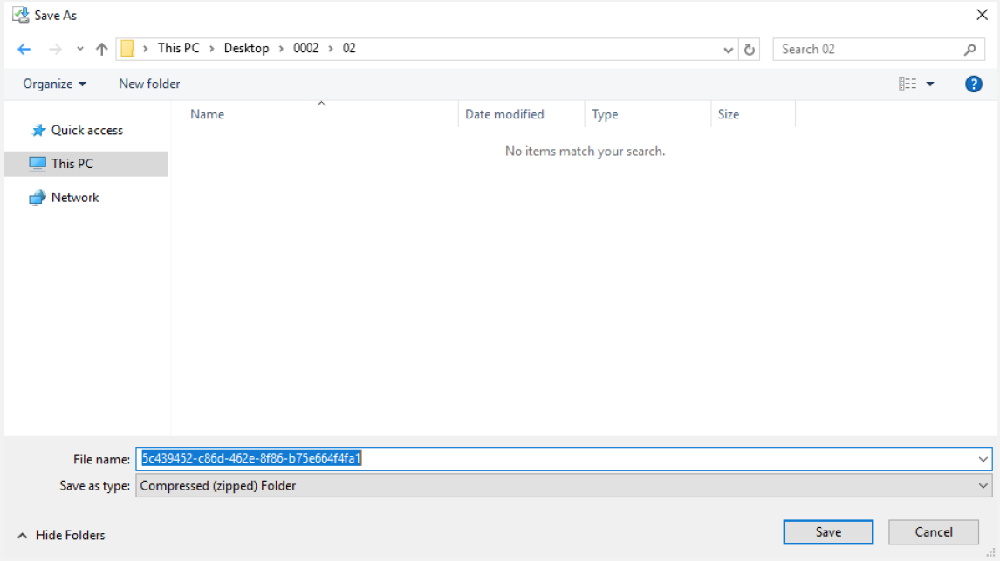 Save As
This PC > Desktop > 0002 > 02
Search 02
Organize
New folder
?
Name
Date modified
Type
Size
Quick access
No items match your search.
This PC
Network
File name: 5c439452-c86d-462e-8f86-b75e664f4fa1
Save as type: Compressed (zipped) Folder
Hide Folders
Save
Cancel